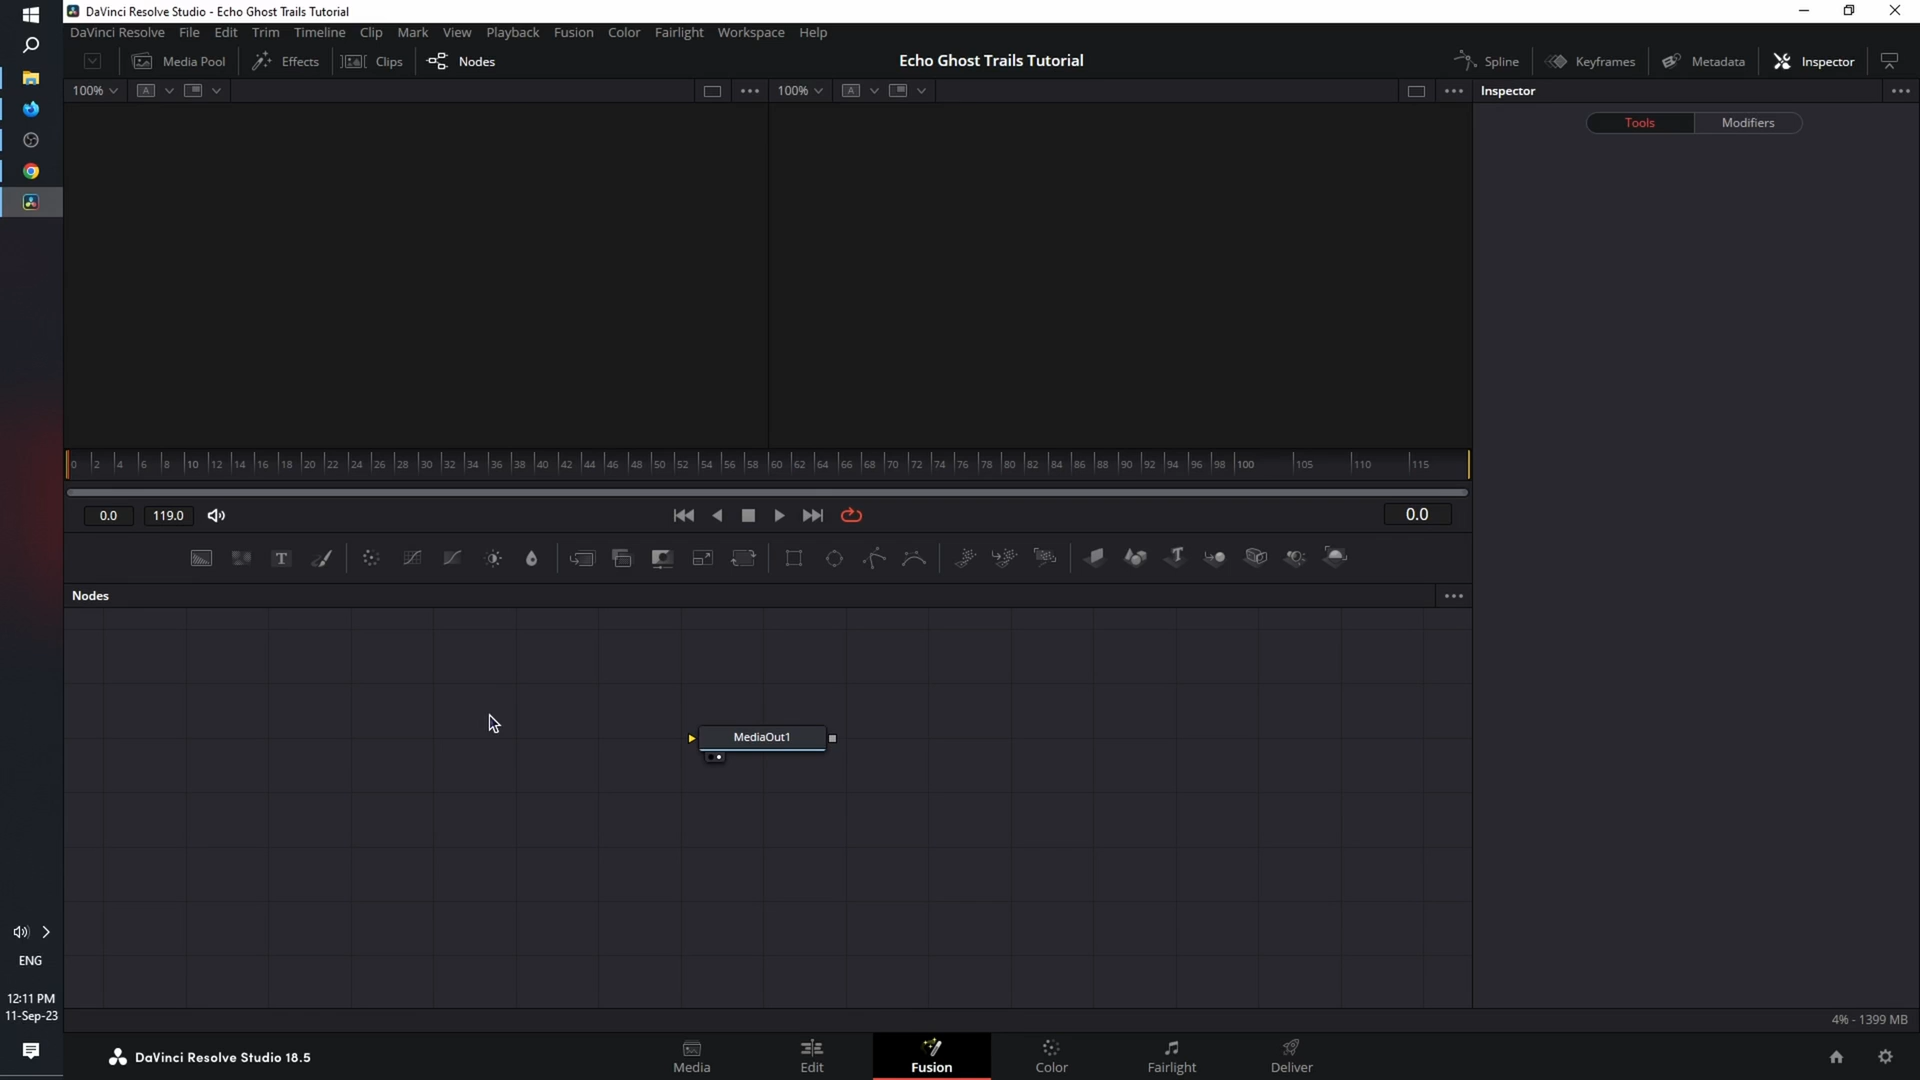 DaVinci Resolve Studio - Echo Ghost Trails Tutorial
DaVinci Resolve File Edit Trim Timeline Clip Mark View Playback Fusion Color Fairlight Workspace Help
Media Pool Effects Clips Nodes Echo Ghost Trails Tutorial Spline Keyframes Metadata Inspector
100% A 100% A Inspector
Tools Modifiers
0 2 4 6 8 10 12 14 16 18 20 22 24 26 28 30 32 34 36 38 40 42 44 46 48 50 52 54 56 58 60 62 64 66 68 70 72 74 76 78 80 82 84 86 88 90 92 94 96 98 100 105 110 115
0.0 119.0 0.0
T T
Nodes
MediaOut1
ENG
12:11 PM
11-Sep-23
4% - 1399 MB
DaVinci Resolve Studio 18.5
Media Edit Fusion Color Fairlight Deliver